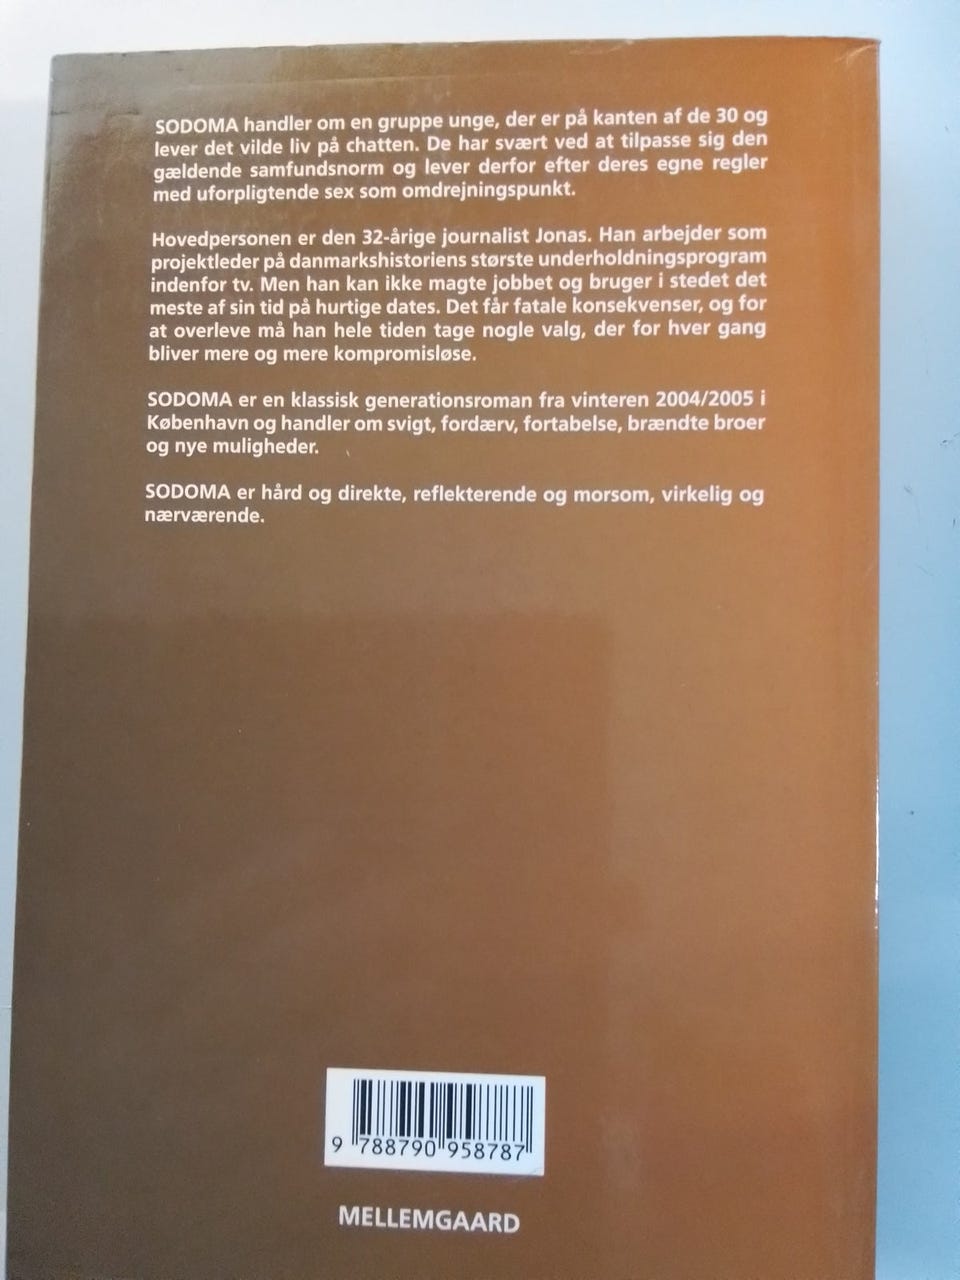 SODOMA handler om en gruppe unge, der er på kanten af de 30 og
lever det vilde liv på chatten. De har svært ved at tilpasse sig den
gældende samfundsnorm og lever derfor efter deres egne regler
med uforpligtende sex som omdrejningspunkt.
Hovedpersonen er den 32-årige journalist Jonas. Han arbejder som
projektleder på danmarkshistoriens største underholdningsprogram
indenfor tv. Men han kan ikke magte jobbet og bruger i stedet det
meste af sin tid på hurtige dates. Det får fatale konsekvenser, og for
at overleve må han hele tiden tage nogle valg, der for hver gang
bliver mere og mere kompromisløse.
SODOMA er en klassisk generationsroman fra vinteren 2004/2005 i
København og handler om svigt, fordærv, fortabelse, brændte broer
og nye muligheder.
SODOMA er hård og direkte, reflekterende og morsom, virkelig og
nærværende.
9 788790 958787
MELLEMGAARD